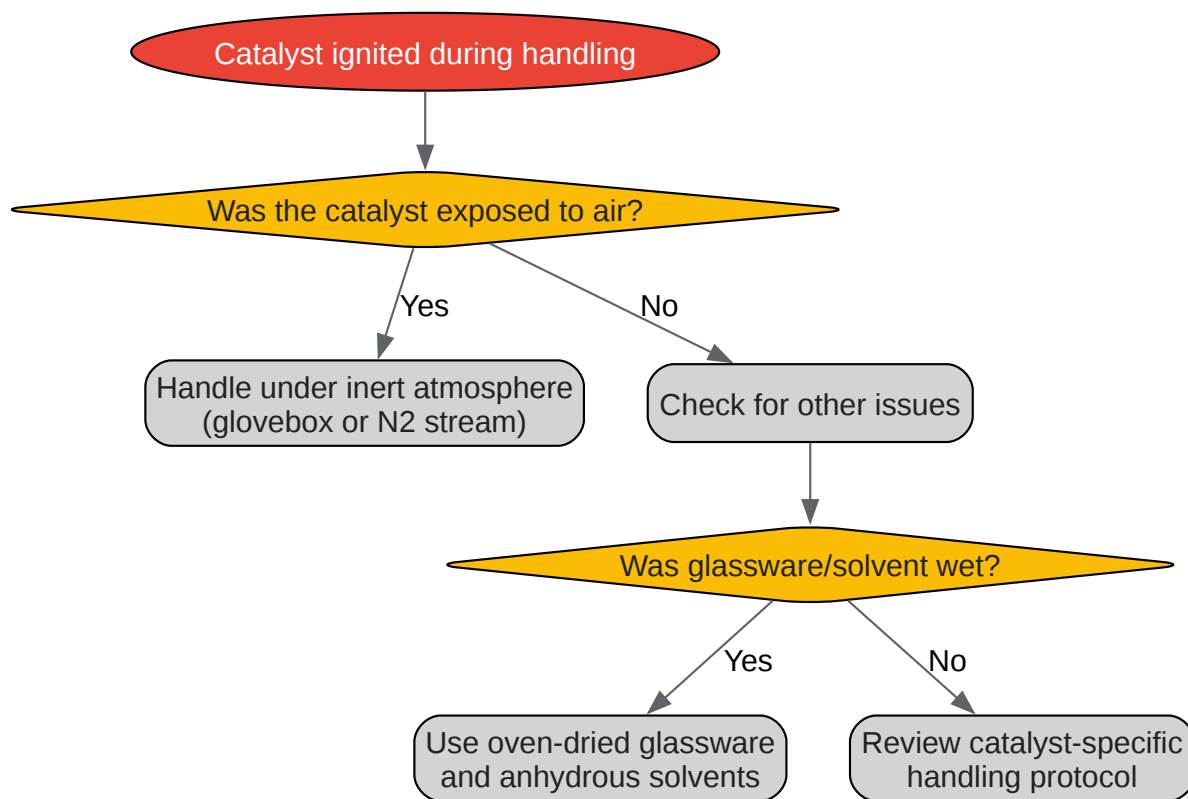 Catalyst ignited during handling
Was the catalyst exposed to air?
Yes
No
Handle under inert atmosphere
(glovebox or N2 stream)
Check for other issues
Was glassware/solvent wet?
Yes
No
Use oven-dried glassware
and anhydrous solvents
Review catalyst-specific
handling protocol